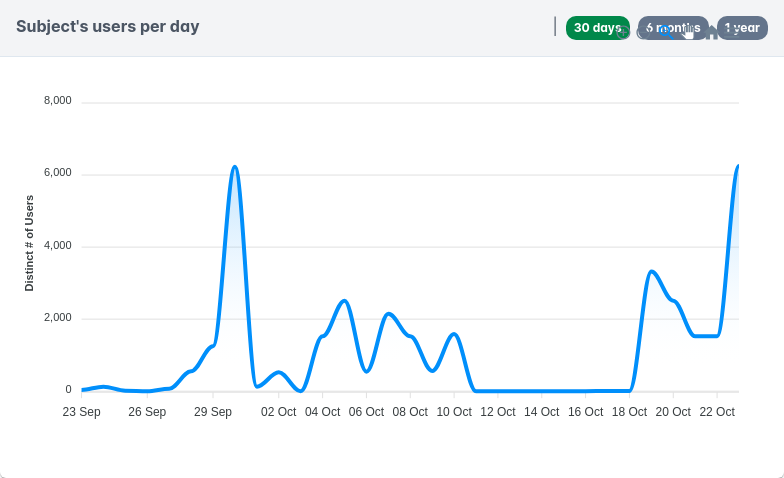 Subject's users per day
30 days
6 months
1 year
8,000
6,000
4,000
2,000
0
Distinct # of Users
23 Sep 26 Sep 29 Sep 02 Oct 04 Oct 06 Oct 08 Oct 10 Oct 12 Oct 14 Oct 16 Oct 18 Oct 20 Oct 22 Oct